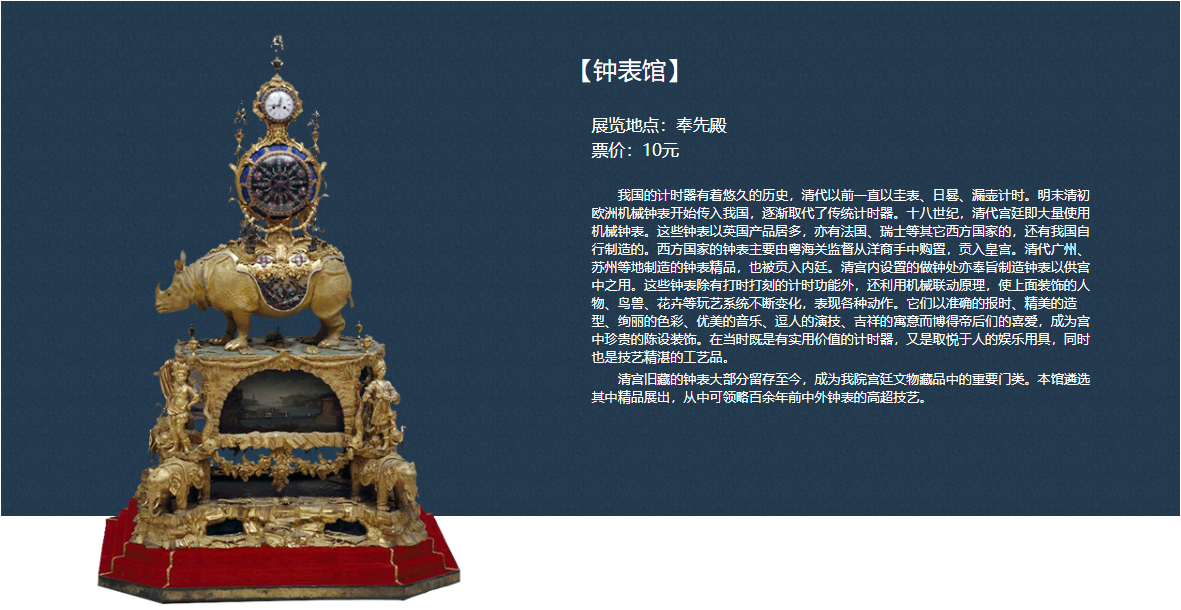 【钟表馆】
展览地点：奉先殿
票价：10元
我国的计时器有着悠久的历史，清代以前一直以圭表、日晷、漏壶计时。明末清初
欧洲机械钟表开始传入我国，逐渐取代了传统计时器。十八世纪，清代宫廷即大量使用
机械钟表。这些钟表以英国产品居多，亦有法国、瑞士等其它西方国家的，还有我国自
行制造的。西方国家的钟表主要由粤海关监督从洋商手中购置，贡入皇宫。清代广州、
苏州等地制造的钟表精品，也被贡入内廷。清宫内设置的做钟处亦奉旨制造钟表以供宫
中之用。这些钟表除有打时打刻的计时功能外，还利用机械联动原理，使上面装饰的人
物、鸟兽、花卉等玩艺系统不断变化，表现各种动作。它们以准确的报时、精美的造
型、绚丽的色彩、优美的音乐、逗人的演技、吉祥的寓意而博得帝后们的喜爱，成为宫
中珍贵的陈设装饰。在当时既是有实用价值的计时器，又是取悦于人的娱乐用具，同时
也是技艺精湛的工艺品。
清宫旧藏的钟表大部分留存至今，成为我院宫廷文物藏品中的重要门类。本馆遴选
其中精品展出，从中可领略百余年前中外钟表的高超技艺。